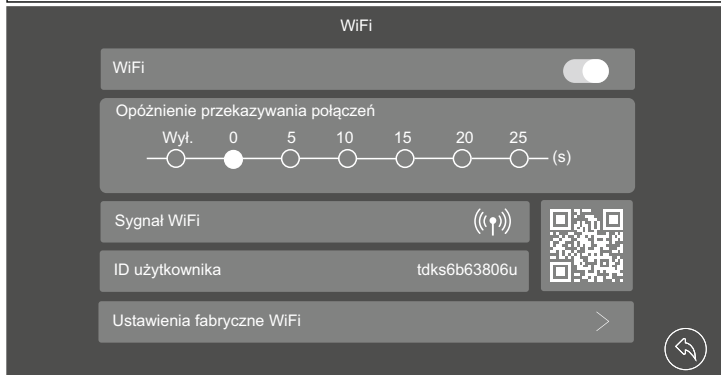 WiFi
WiFi
Opóźnienie przekazywania połączeń
Wył. 0 5 10 15 20 25 (s)
Sygnał WiFi
ID użytkownika tdks6b63806u
Ustawienia fabryczne WiFi